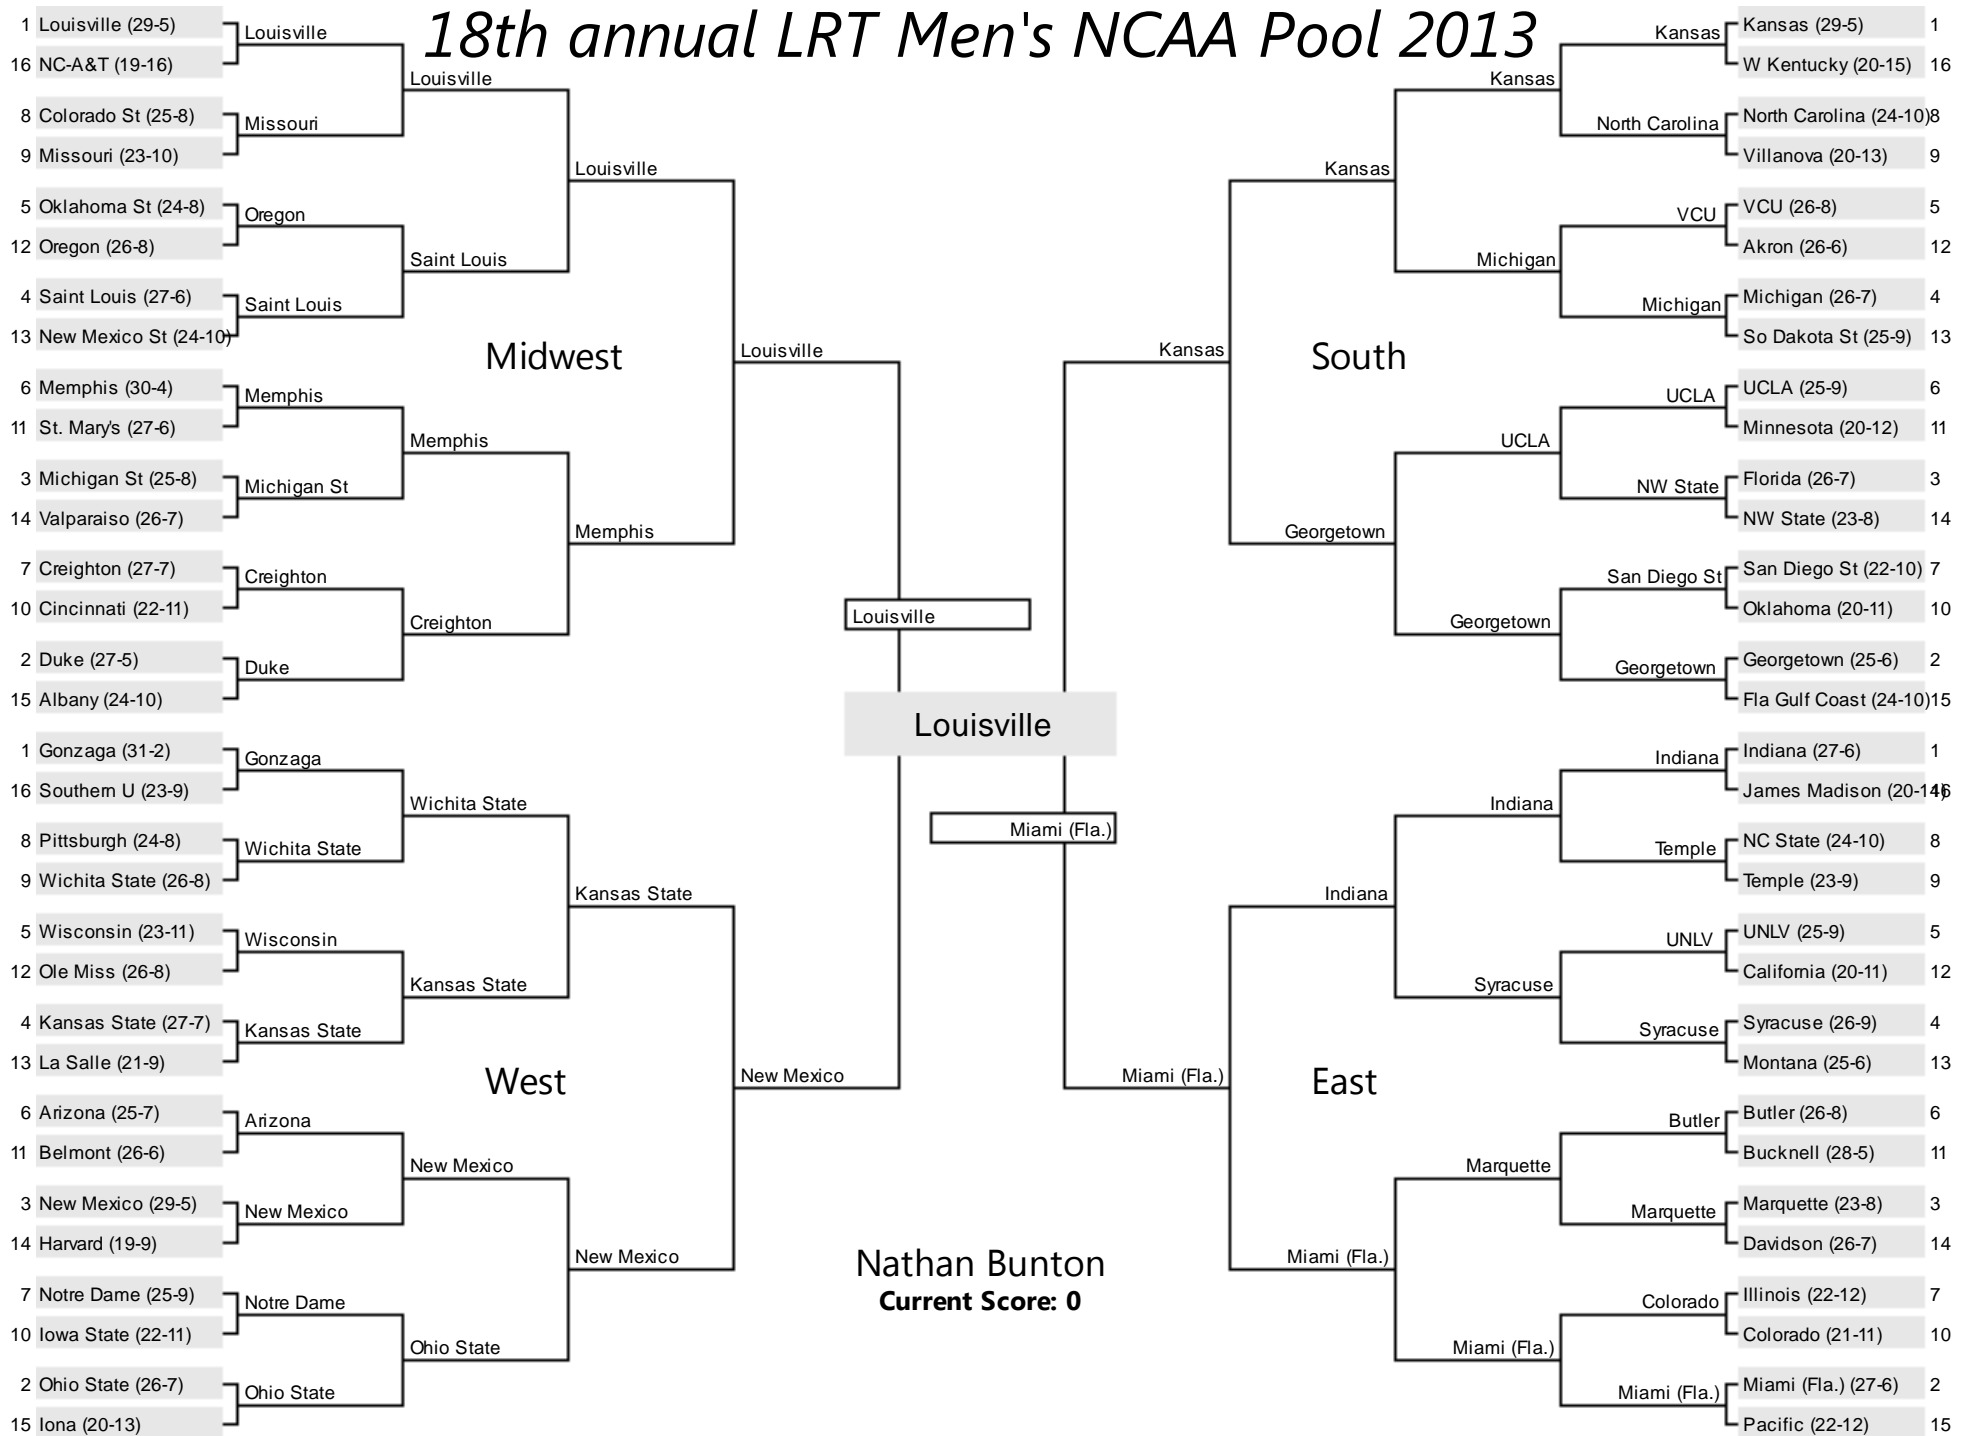 18th annual LRT Men's NCAA Pool 2013
1 Louisville (29-5)
16 NC-A&T (19-16)
8 Colorado St (25-8)
9 Missouri (23-10)
5 Oklahoma St (24-8)
12 Oregon (26-8)
4 Saint Louis (27-6)
13 New Mexico St (24-10)
6 Memphis (30-4)
11 St. Mary's (27-6)
3 Michigan St (25-8)
14 Valparaiso (26-7)
7 Creighton (27-7)
10 Cincinnati (22-11)
2 Duke (27-5)
15 Albany (24-10)
Louisville
Missouri
Oregon
Saint Louis
Memphis
Michigan St
Creighton
Duke
Louisville
Saint Louis
Memphis
Creighton
Louisville
Memphis
Midwest
Louisville
1 Gonzaga (31-2)
16 Southern U (23-9)
8 Pittsburgh (24-8)
9 Wichita State (26-8)
5 Wisconsin (23-11)
12 Ole Miss (26-8)
4 Kansas State (27-7)
13 La Salle (21-9)
6 Arizona (25-7)
11 Belmont (26-6)
3 New Mexico (29-5)
14 Harvard (19-9)
7 Notre Dame (25-9)
10 Iowa State (22-11)
2 Ohio State (26-7)
15 Iona (20-13)
Gonzaga
Wichita State
Wisconsin
Kansas State
Arizona
New Mexico
Notre Dame
Ohio State
Wichita State
Kansas State
New Mexico
Ohio State
Kansas State
New Mexico
West
New Mexico
Louisville
Louisville
Miami (Fla.)
Nathan Bunton
Current Score: 0
Kansas (29-5) 1
W Kentucky (20-15) 16
North Carolina (24-10) 8
Villanova (20-13) 9
VCU (26-8) 5
Akron (26-6) 12
Michigan (26-7) 4
So Dakota St (25-9) 13
UCLA (25-9) 6
Minnesota (20-12) 11
Florida (26-7) 3
NW State (23-8) 14
San Diego St (22-10) 7
Oklahoma (20-11) 10
Georgetown (25-6) 2
Fla Gulf Coast (24-10) 15
Kansas
North Carolina
VCU
Michigan
UCLA
NW State
San Diego St
Georgetown
Kansas
Michigan
UCLA
Georgetown
Kansas
Georgetown
South
Kansas
Indiana (27-6) 1
James Madison (20-14) 16
NC State (24-10) 8
Temple (23-9) 9
UNLV (25-9) 5
California (20-11) 12
Syracuse (26-9) 4
Montana (25-6) 13
Butler (26-8) 6
Bucknell (28-5) 11
Marquette (23-8) 3
Davidson (26-7) 14
Illinois (22-12) 7
Colorado (21-11) 10
Miami (Fla.) (27-6) 2
Pacific (22-12) 15
Indiana
Temple
UNLV
Syracuse
Butler
Marquette
Colorado
Miami (Fla.)
Indiana
Syracuse
Marquette
Miami (Fla.)
Indiana
Miami (Fla.)
East
Miami (Fla.)